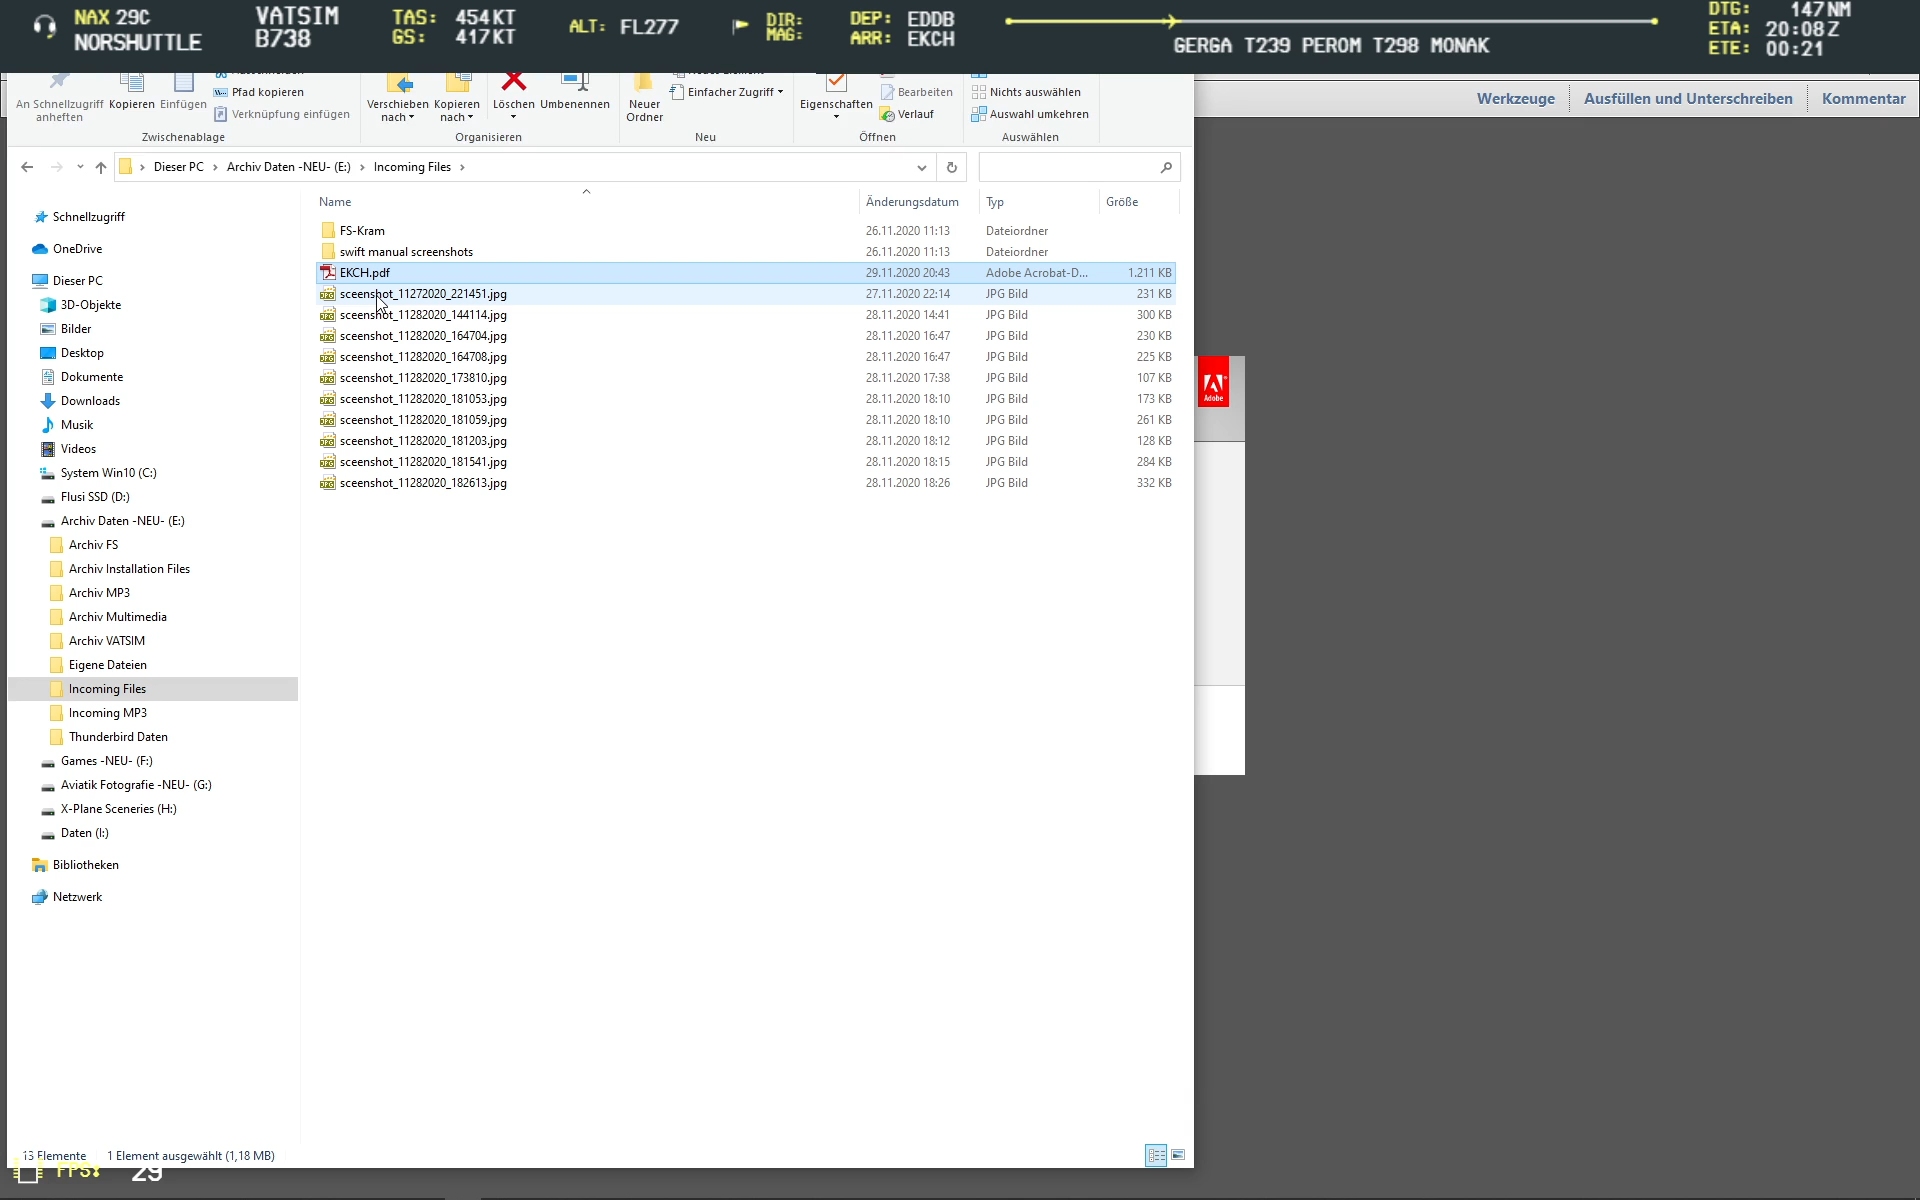 NAX 29C
NORSHUTTLE
VATSIM
B738
TAS: 454 KT
GS: 417 KT
ALT: FL277
DIR:
MAG:
DEP: EDDB
ARR: EKCH
GERGA T239 PEROM T298 MONAK
DTG: 147 NM
ETA: 20:08 Z
ETE: 00:21
An Schnellzugriff anheften
Kopieren
Einfügen
Pfad kopieren
Verknüpfung einfügen
Zwischenablage
Verschieben nach
Kopieren nach
Löschen
Umbenennen
Organisieren
Neuer Ordner
Einfacher Zugriff
Neu
Eigenschaften
Bearbeiten
Verlauf
Öffnen
Nichts auswählen
Auswahl umkehren
Auswählen
Werkzeuge
Ausfüllen und Unterschreiben
Kommentar
Dieser PC > Archiv Daten -NEU- (E:) > Incoming Files >
Name Änderungsdatum Typ Größe
FS-Kram 26.11.2020 11:13 Dateiordner
swift manual screenshots 26.11.2020 11:13 Dateiordner
EKCH.pdf 29.11.2020 20:43 Adobe Acrobat-D... 1.211 KB
sceenshot_11272020_221451.jpg 27.11.2020 22:14 JPG Bild 231 KB
sceenshot_11282020_144114.jpg 28.11.2020 14:41 JPG Bild 300 KB
sceenshot_11282020_164704.jpg 28.11.2020 16:47 JPG Bild 230 KB
sceenshot_11282020_164708.jpg 28.11.2020 16:47 JPG Bild 225 KB
sceenshot_11282020_173810.jpg 28.11.2020 17:38 JPG Bild 107 KB
sceenshot_11282020_181053.jpg 28.11.2020 18:10 JPG Bild 173 KB
sceenshot_11282020_181059.jpg 28.11.2020 18:10 JPG Bild 261 KB
sceenshot_11282020_181203.jpg 28.11.2020 18:12 JPG Bild 128 KB
sceenshot_11282020_181541.jpg 28.11.2020 18:15 JPG Bild 284 KB
sceenshot_11282020_182613.jpg 28.11.2020 18:26 JPG Bild 332 KB
Schnellzugriff
OneDrive
Dieser PC
3D-Objekte
Bilder
Desktop
Dokumente
Downloads
Musik
Videos
System Win10 (C:)
Flusi SSD (D:)
Archiv Daten -NEU- (E:)
Archiv FS
Archiv Installation Files
Archiv MP3
Archiv Multimedia
Archiv VATSIM
Eigene Dateien
Incoming Files
Incoming MP3
Thunderbird Daten
Games -NEU- (F:)
Aviatik Fotografie -NEU- (G:)
X-Plane Sceneries (H:)
Daten (I:)
Bibliotheken
Netzwerk
Adobe
13 Elemente 1 Element ausgewählt (1,18 MB)
FPS: 29